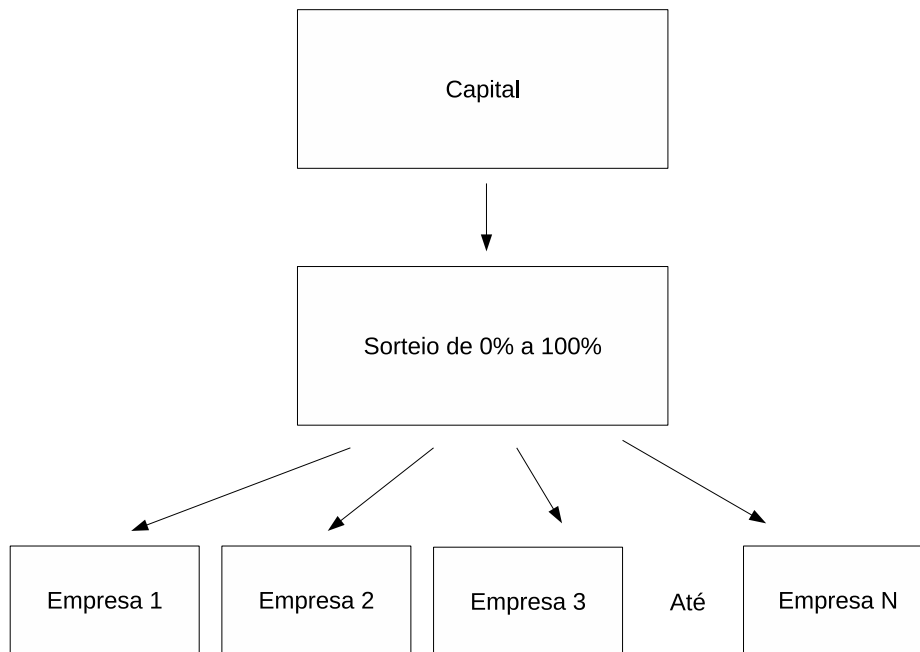 Capital
Sorteio de 0% a 100%
Empresa 1
Empresa 2
Empresa 3
Até
Empresa N